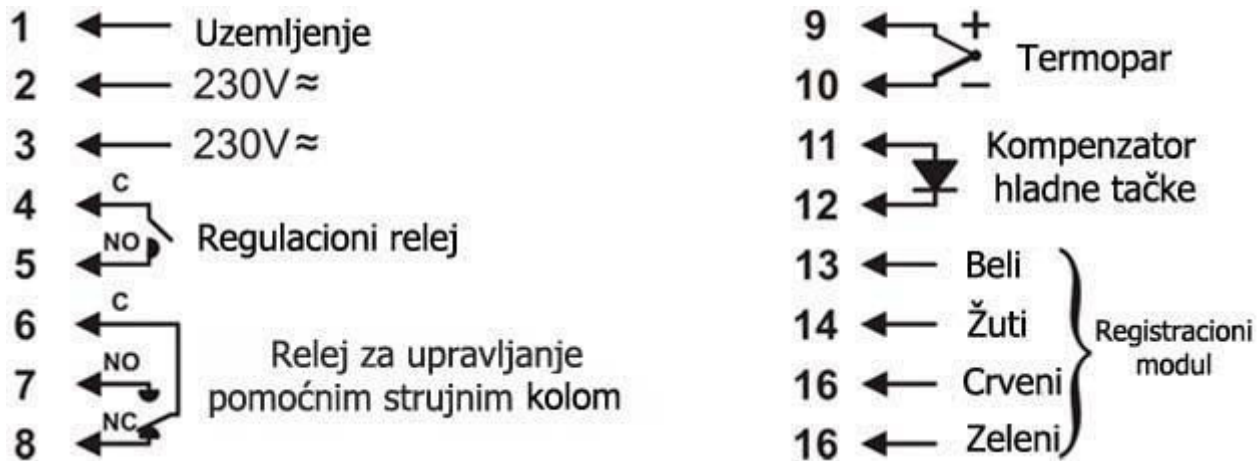 1 Uzemljenje
2 230V≈
3 230V≈
4 C
5 NO
Regulacioni relej
6 C
7 NO
8 NC
Relej za upravljanje
pomoćnim strujnim kolom
9 +
10 −
Termopar
11
12
Kompenzator
hladne tačke
13 Beli
14 Žuti
16 Crveni
16 Zeleni
Registracioni
modul